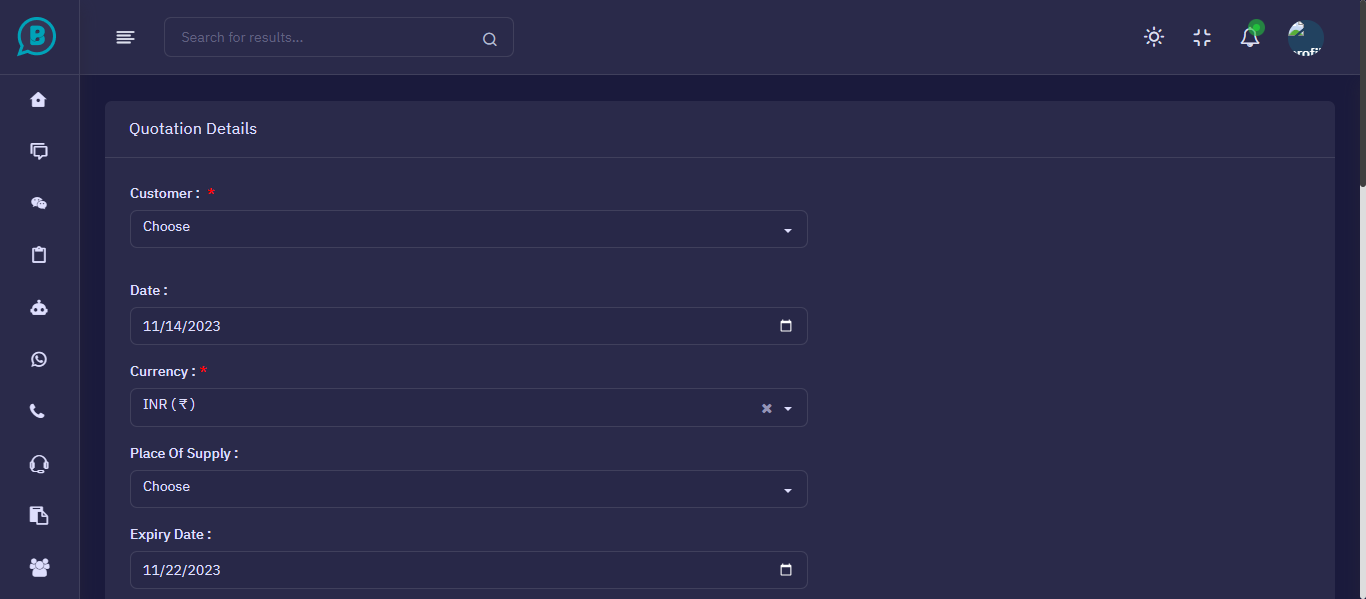 B
Search for results...
rofil
Quotation Details
Customer : *
Choose
Date :
11/14/2023
Currency : *
INR (₹)
Place Of Supply :
Choose
Expiry Date :
11/22/2023